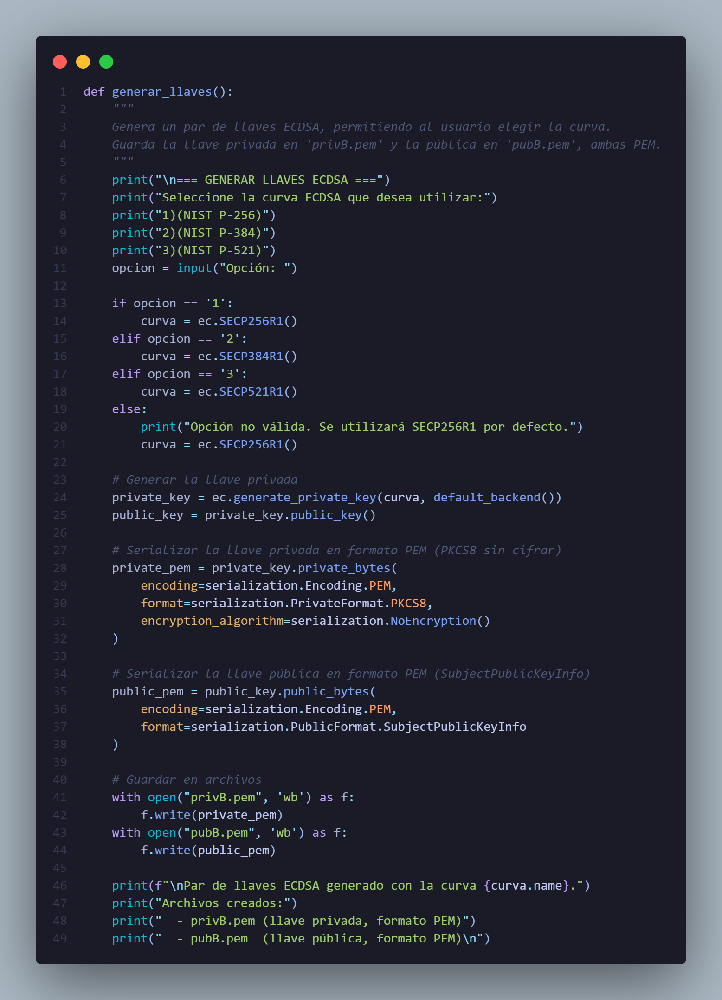 1 def generar_llaves():
2     """
3     Genera un par de llaves ECDSA, permitiendo al usuario elegir la curva.
4     Guarda la llave privada en 'privB.pem' y la pública en 'pubB.pem', ambas PEM.
5     """
6     print("\n=== GENERAR LLAVES ECDSA ===")
7     print("Seleccione la curva ECDSA que desea utilizar:")
8     print("1)(NIST P-256)")
9     print("2)(NIST P-384)")
10     print("3)(NIST P-521)")
11     opcion = input("Opción: ")
12
13     if opcion == '1':
14         curva = ec.SECP256R1()
15     elif opcion == '2':
16         curva = ec.SECP384R1()
17     elif opcion == '3':
18         curva = ec.SECP521R1()
19     else:
20         print("Opción no válida. Se utilizará SECP256R1 por defecto.")
21         curva = ec.SECP256R1()
22
23     # Generar la llave privada
24     private_key = ec.generate_private_key(curva, default_backend())
25     public_key = private_key.public_key()
26
27     # Serializar la llave privada en formato PEM (PKCS8 sin cifrar)
28     private_pem = private_key.private_bytes(
29         encoding=serialization.Encoding.PEM,
30         format=serialization.PrivateFormat.PKCS8,
31         encryption_algorithm=serialization.NoEncryption()
32     )
33
34     # Serializar la llave pública en formato PEM (SubjectPublicKeyInfo)
35     public_pem = public_key.public_bytes(
36         encoding=serialization.Encoding.PEM,
37         format=serialization.PublicFormat.SubjectPublicKeyInfo
38     )
39
40     # Guardar en archivos
41     with open("privB.pem", 'wb') as f:
42         f.write(private_pem)
43     with open("pubB.pem", 'wb') as f:
44         f.write(public_pem)
45
46     print(f"\nPar de llaves ECDSA generado con la curva {curva.name}.")
47     print("Archivos creados:")
48     print("  - privB.pem (llave privada, formato PEM)")
49     print("  - pubB.pem  (llave pública, formato PEM)\n")